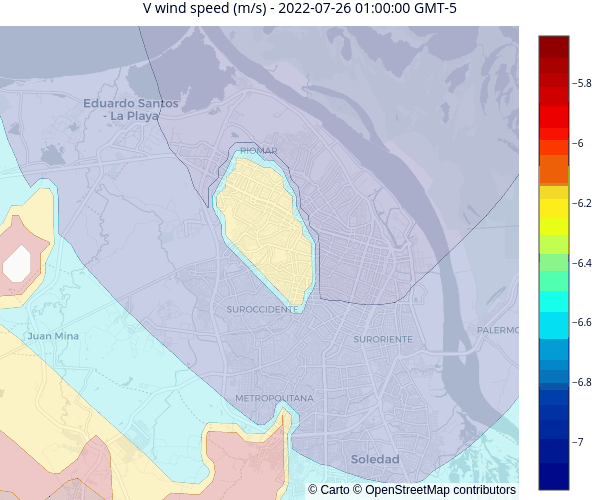 V wind speed (m/s) - 2022-07-26 01:00:00 GMT-5
Eduardo Santos
- La Playa
RIOMAR
SUROCCIDENTE
SURORIENTE
PALERMO
Juan Mina
METROPOLITANA
Soledad
© Carto © OpenStreetMap contributors
−5.8
−6
−6.2
−6.4
−6.6
−6.8
−7